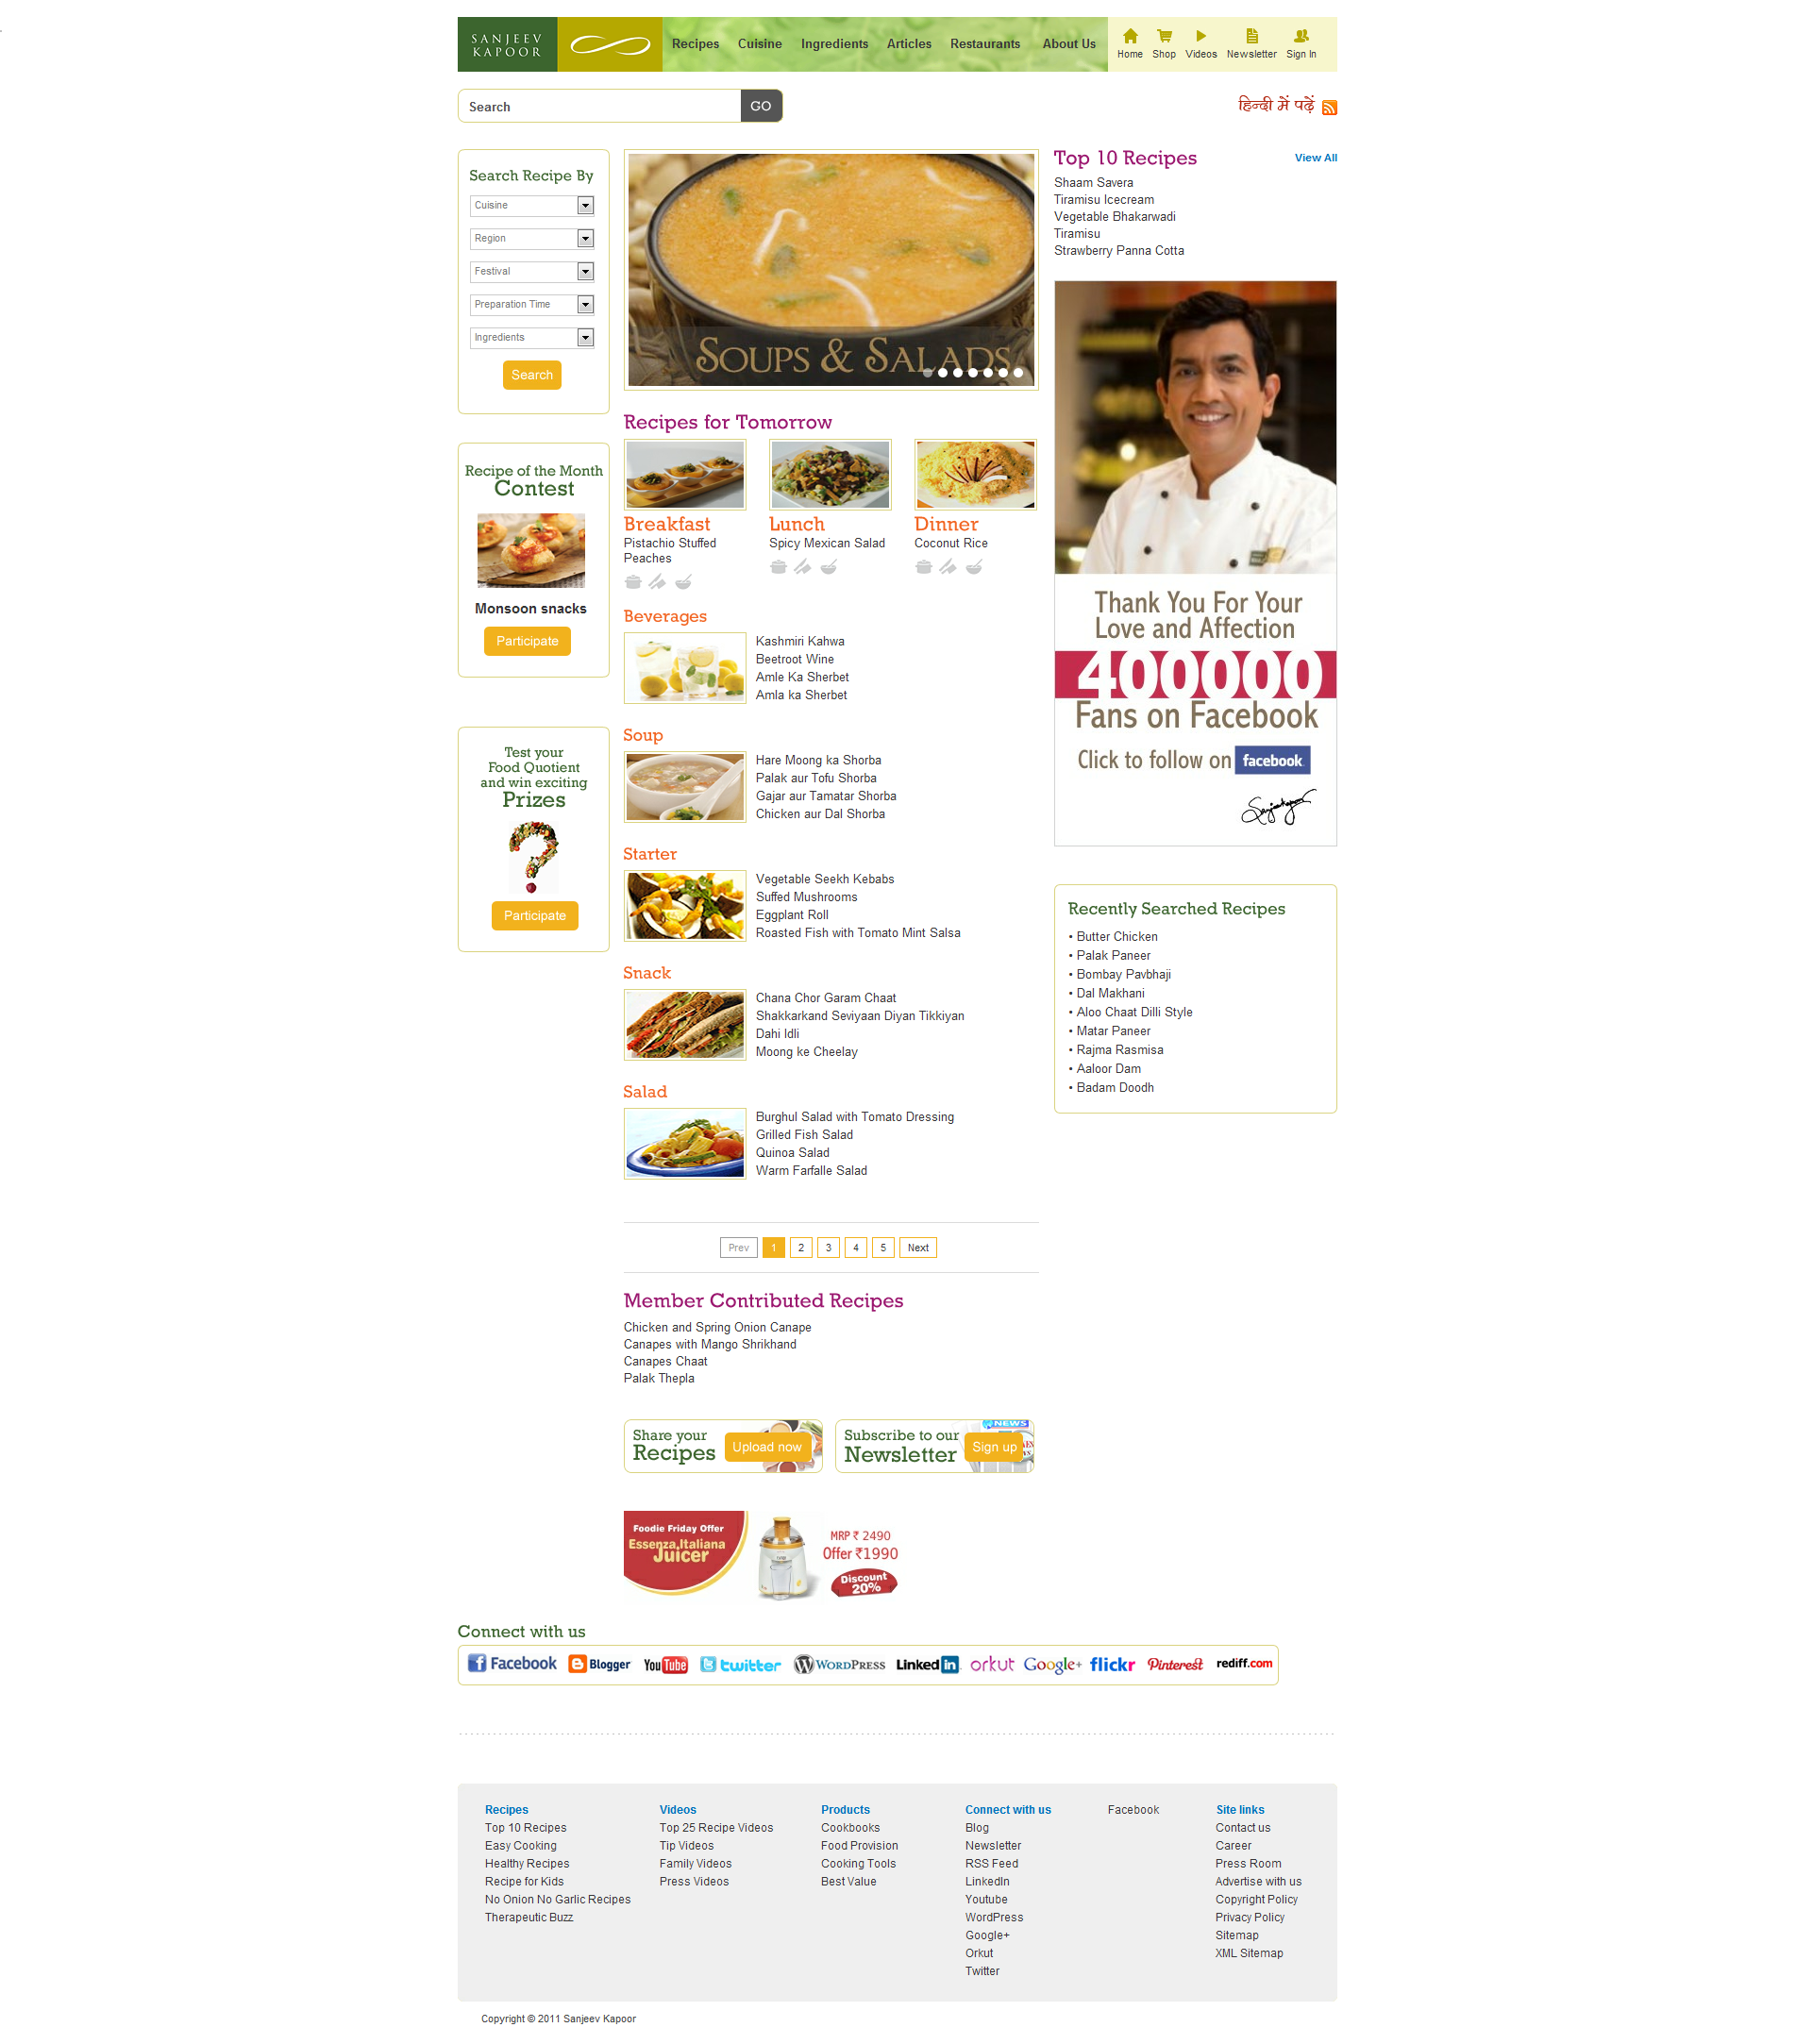 SANJEEV
KAPOOR
Recipes Cuisine Ingredients Articles Restaurants About Us
Home Shop Videos Newsletter Sign In
Search GO
हिन्दी में पढ़ें
Search Recipe By
Cuisine
Region
Festival
Preparation Time
Ingredients
Search
Recipe of the Month
Contest
Monsoon snacks
Participate
Test your
Food Quotient
and win exciting
Prizes
Participate
SOUPS & SALADS
Recipes for Tomorrow
Breakfast
Pistachio Stuffed
Peaches
Lunch
Spicy Mexican Salad
Dinner
Coconut Rice
Beverages
Kashmiri Kahwa
Beetroot Wine
Amle Ka Sherbet
Amla ka Sherbet
Soup
Hare Moong ka Shorba
Palak aur Tofu Shorba
Gajar aur Tamatar Shorba
Chicken aur Dal Shorba
Starter
Vegetable Seekh Kebabs
Suffed Mushrooms
Eggplant Roll
Roasted Fish with Tomato Mint Salsa
Snack
Chana Chor Garam Chaat
Shakkarkand Seviyaan Diyan Tikkiyan
Dahi Idli
Moong ke Cheelay
Salad
Burghul Salad with Tomato Dressing
Grilled Fish Salad
Quinoa Salad
Warm Farfalle Salad
Prev 1 2 3 4 5 Next
Member Contributed Recipes
Chicken and Spring Onion Canape
Canapes with Mango Shrikhand
Canapes Chaat
Palak Thepla
Share your
Recipes
Upload now
Subscribe to our
Newsletter
NEWS
Sign up
Foodie Friday Offer
Essenza Italiana
Juicer
MRP ₹ 2490
Offer ₹1990
Discount
20%
Top 10 Recipes View All
Shaam Savera
Tiramisu Icecream
Vegetable Bhakarwadi
Tiramisu
Strawberry Panna Cotta
Thank You For Your
Love and Affection
400000
Fans on Facebook
Click to follow on facebook
Recently Searched Recipes
• Butter Chicken
• Palak Paneer
• Bombay Pavbhaji
• Dal Makhani
• Aloo Chaat Dilli Style
• Matar Paneer
• Rajma Rasmisa
• Aaloor Dam
• Badam Doodh
Connect with us
Facebook Blogger YouTube twitter WORDPRESS LinkedIn orkut Google+ flickr Pinterest rediff.com
Recipes
Top 10 Recipes
Easy Cooking
Healthy Recipes
Recipe for Kids
No Onion No Garlic Recipes
Therapeutic Buzz
Videos
Top 25 Recipe Videos
Tip Videos
Family Videos
Press Videos
Products
Cookbooks
Food Provision
Cooking Tools
Best Value
Connect with us
Blog
Newsletter
RSS Feed
LinkedIn
Youtube
WordPress
Google+
Orkut
Twitter
Facebook
Site links
Contact us
Career
Press Room
Advertise with us
Copyright Policy
Privacy Policy
Sitemap
XML Sitemap
Copyright © 2011 Sanjeev Kapoor